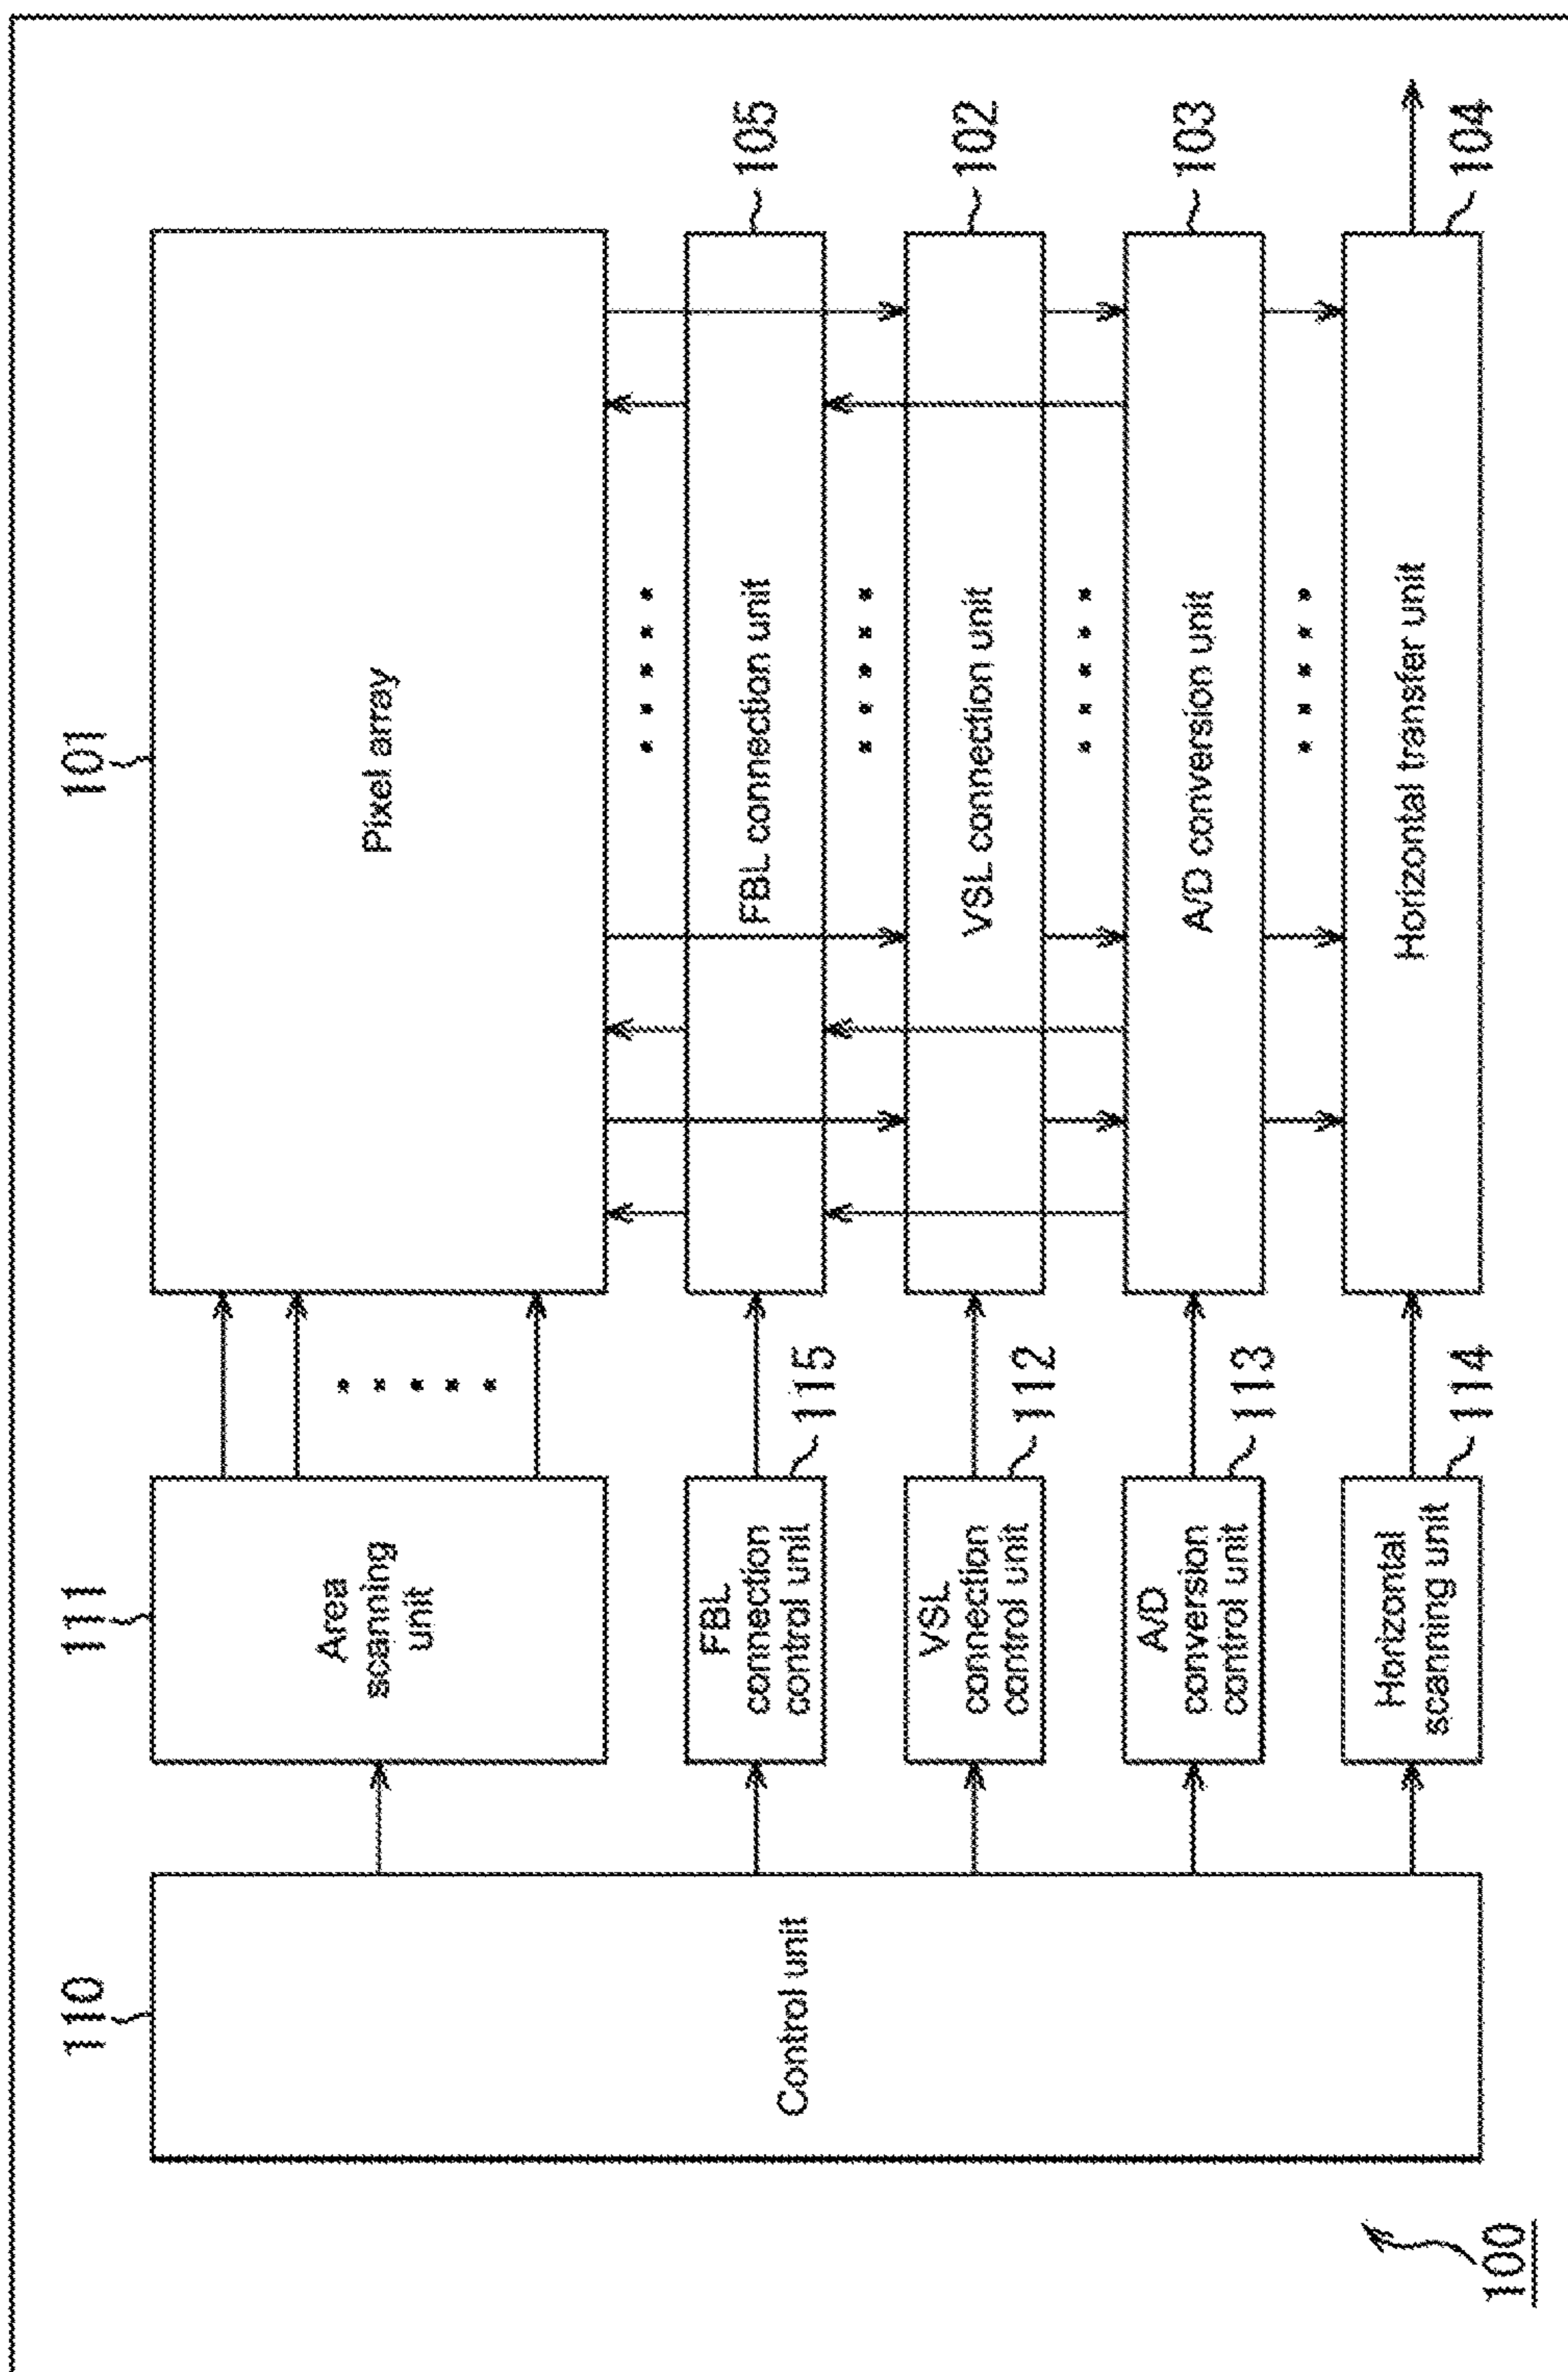 110
111
101
Control unit
Area
scanning
unit
Pixel array
FBL
connection
control unit
115
FBL connection unit
105
VSL
connection
control unit
112
VSL connection unit
102
A/D
conversion
control unit
113
A/D conversion unit
103
Horizontal
scanning unit
114
Horizontal transfer unit
104
100